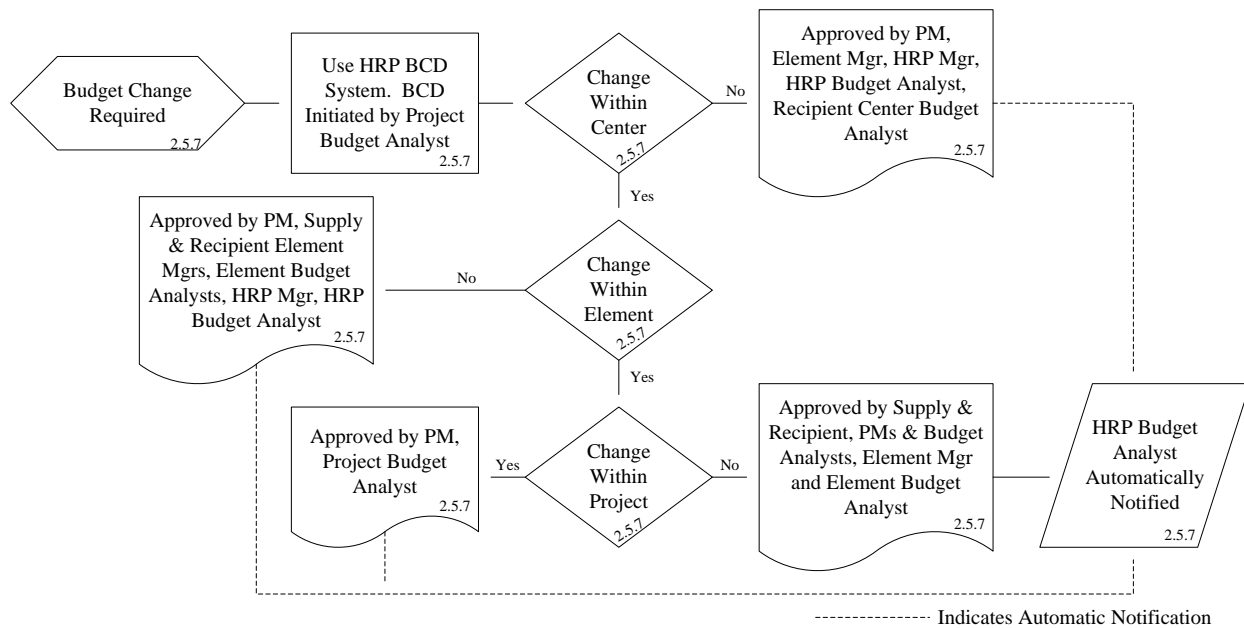 Budget Change
Required
2.5.7
Use HRP BCD
System.  BCD
Initiated by Project
Budget Analyst
2.5.7
Change
Within
Center
2.5.7
No
Approved by PM,
Element Mgr, HRP Mgr,
HRP Budget Analyst,
Recipient Center Budget
Analyst
2.5.7
Yes
Approved by PM, Supply
& Recipient Element
Mgrs, Element Budget
Analysts, HRP Mgr, HRP
Budget Analyst
2.5.7
No
Change
Within
Element
2.5.7
Yes
Approved by PM,
Project Budget
Analyst
2.5.7
Yes
Change
Within
Project
2.5.7
No
Approved by Supply &
Recipient, PMs & Budget
Analysts, Element Mgr
and Element Budget
Analyst
2.5.7
HRP Budget
Analyst
Automatically
Notified
2.5.7
Indicates Automatic Notification